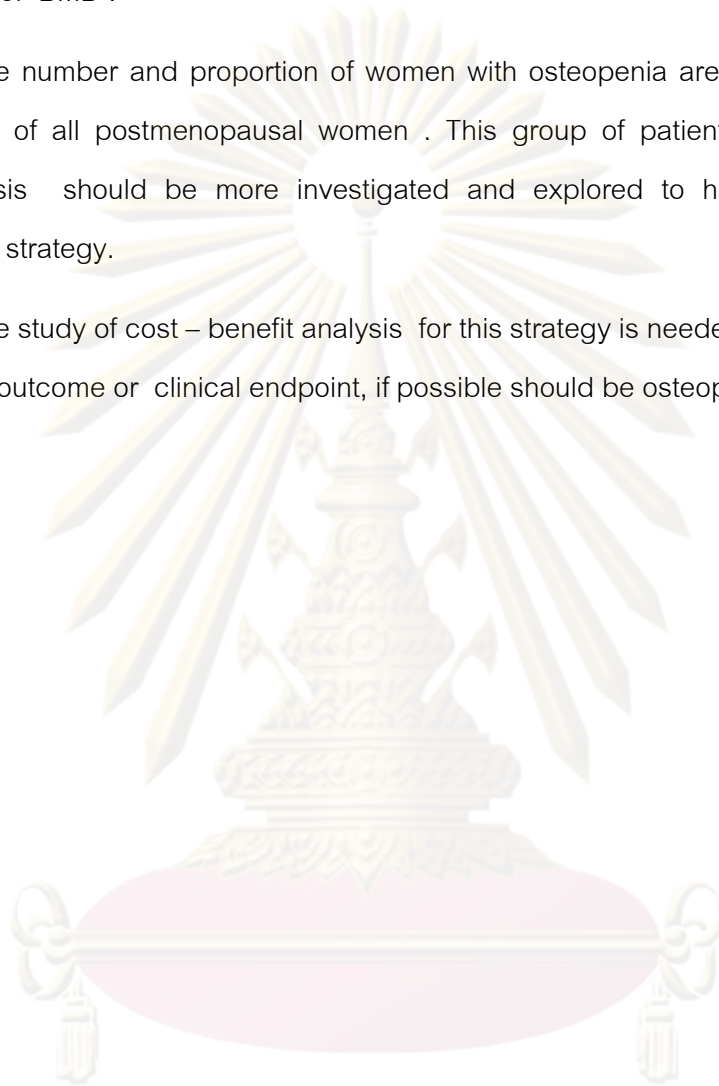 e number and proportion of women with osteopenia are
of all postmenopausal women . This group of patient
sis should be more investigated and explored to h
strategy.
e study of cost – benefit analysis for this strategy is neede
outcome or clinical endpoint, if possible should be osteop